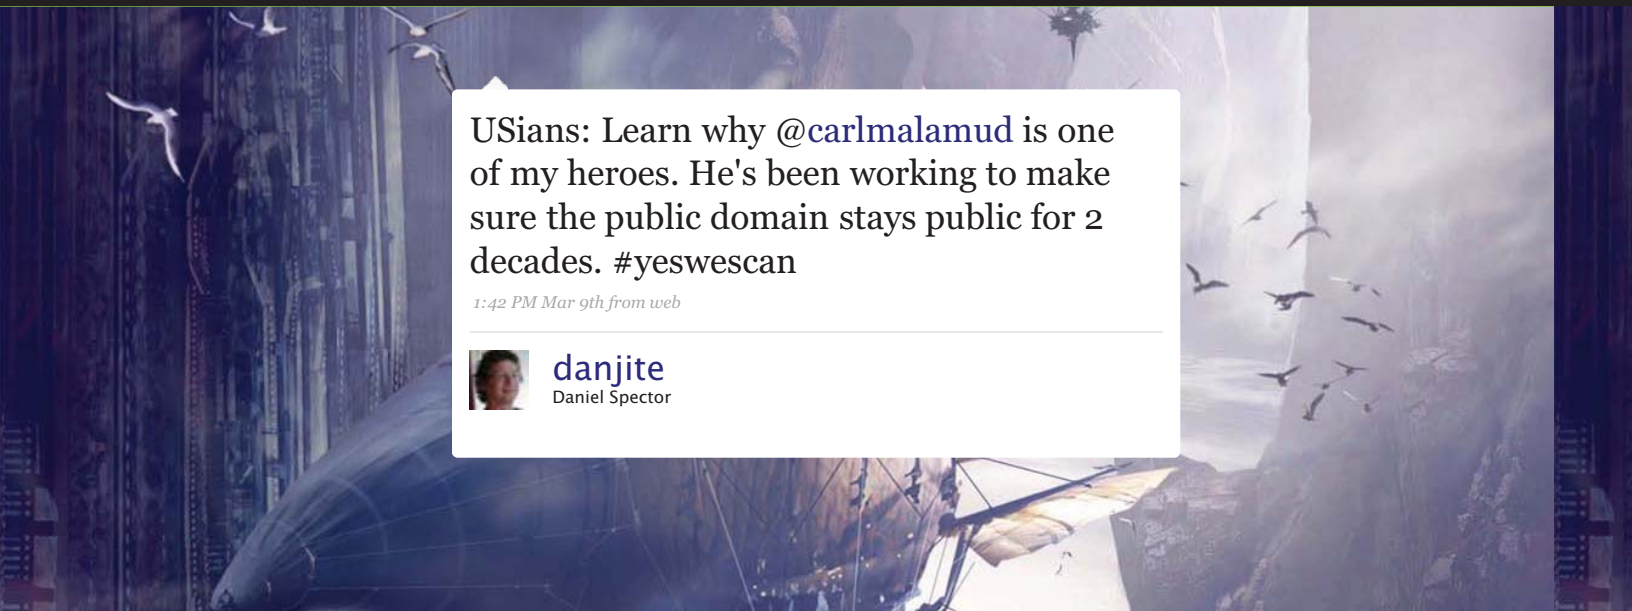 USians: Learn why @carlmalamud is one
of my heroes. He's been working to make
sure the public domain stays public for 2
decades. #yeswescan
1:42 PM Mar 9th from web
danjite
Daniel Spector